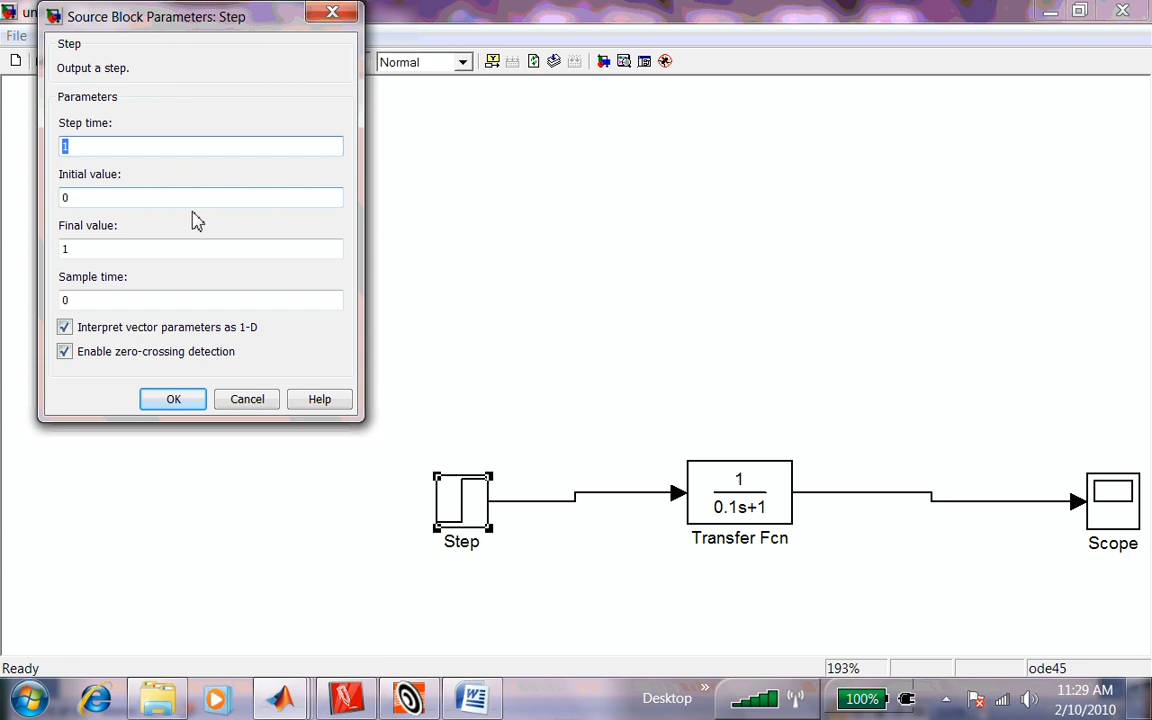 un
Source Block Parameters: Step
File
Step
Output a step.
Normal
Parameters
Step time:
1
Initial value:
0
Final value:
1
Sample time:
0
Interpret vector parameters as 1-D
Enable zero-crossing detection
OK
Cancel
Help
1
0.1s+1
Step
Transfer Fcn
Scope
Ready
193%
ode45
Desktop
»
100%
11:29 AM
2/10/2010